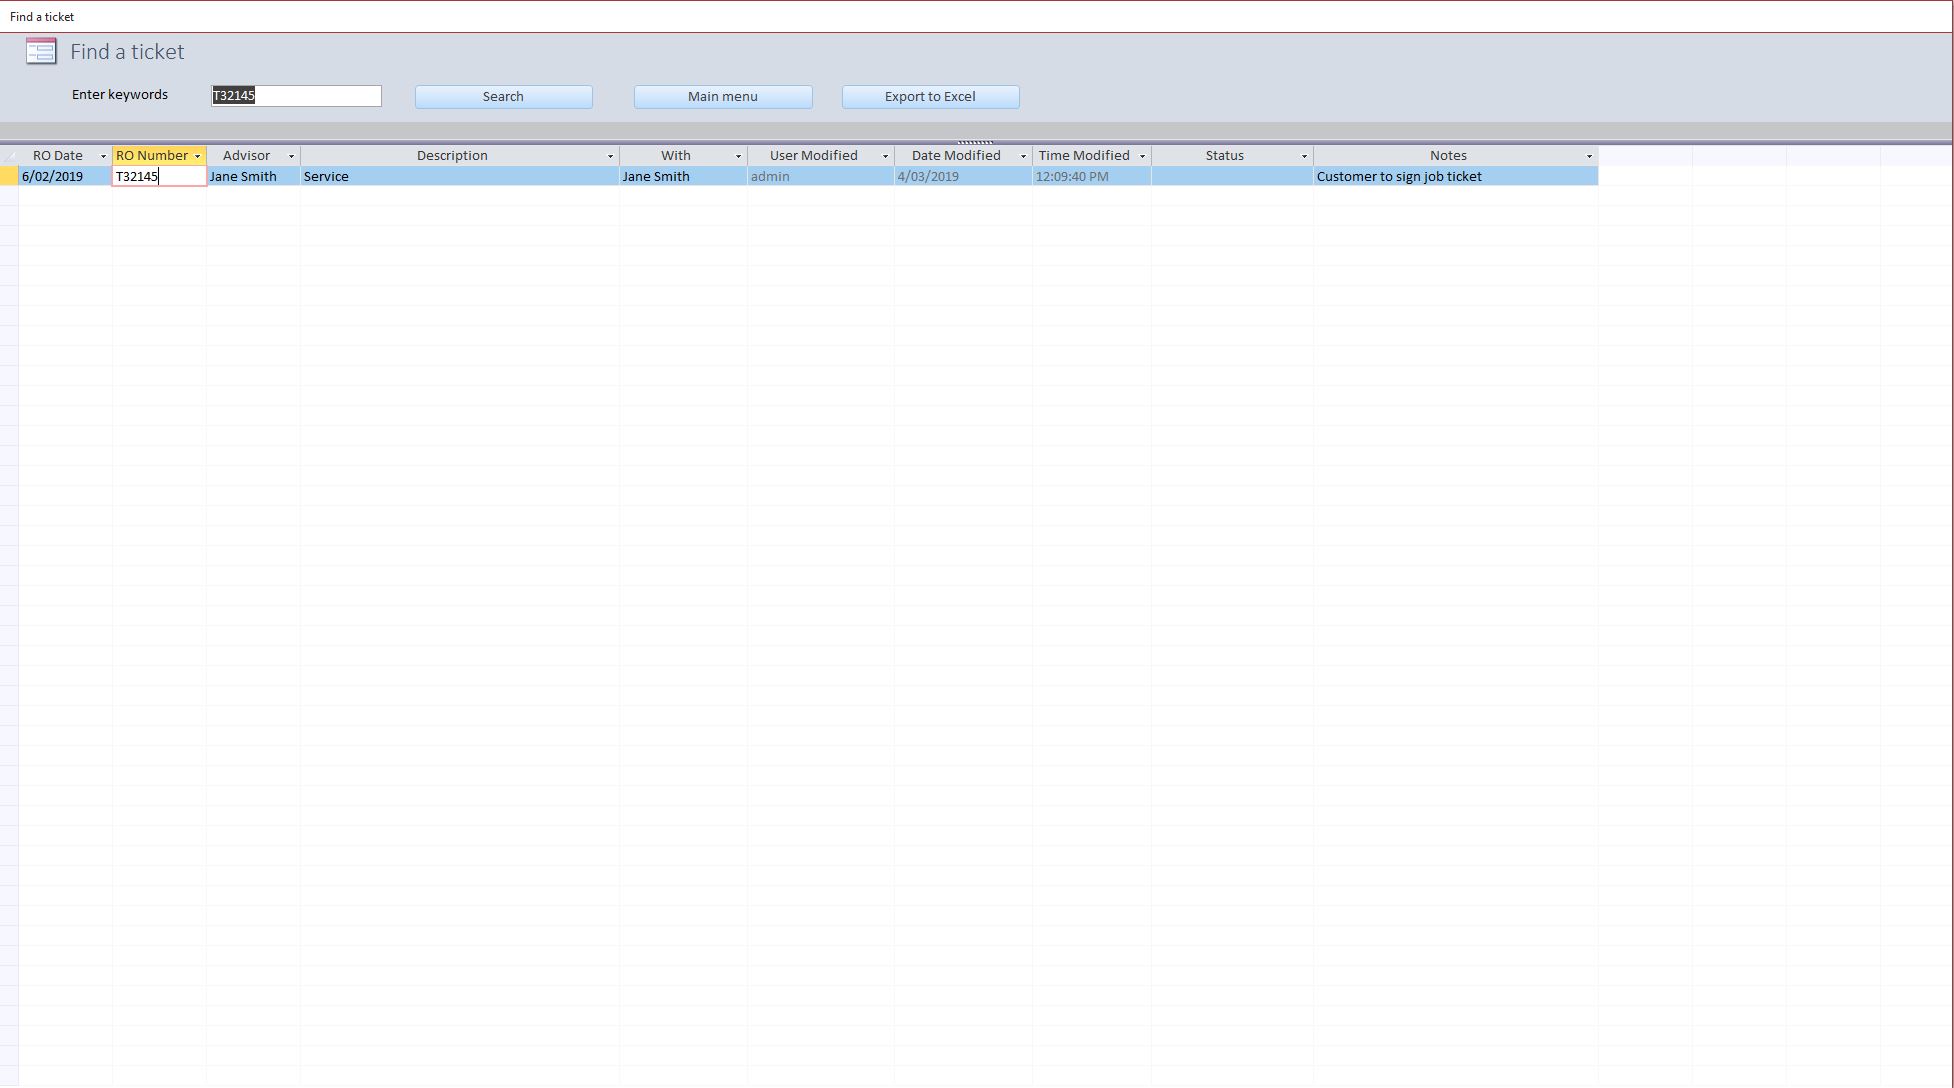 Find a ticket
Find a ticket
Enter keywords T32145 Search Main menu Export to Excel
RO Date RO Number Advisor Description With User Modified Date Modified Time Modified Status Notes
6/02/2019 T32145 Jane Smith Service Jane Smith admin 4/03/2019 12:09:40 PM Customer to sign job ticket